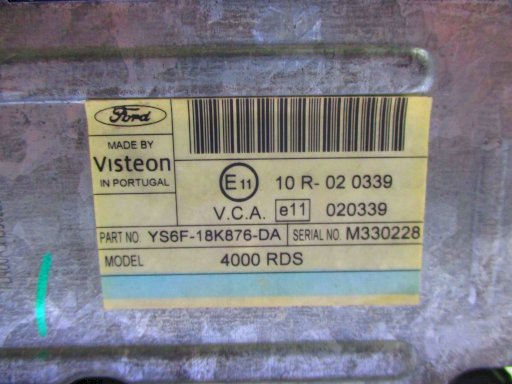 Ford
MADE BY
Visteon
IN PORTUGAL
E11 10 R- 02 0339
V.C.A. e11 020339
PART NO. YS6F-18K876-DA SERIAL NO. M330228
MODEL 4000 RDS